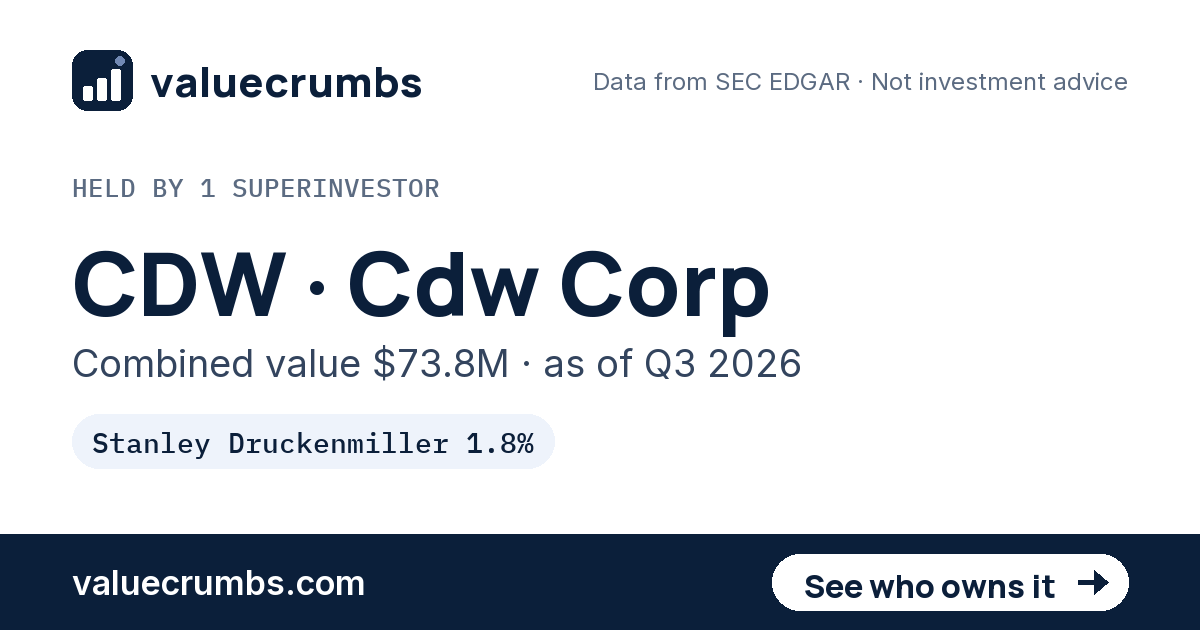 valuecrumbs
Data from SEC EDGAR · Not investment advice
HELD BY 1 SUPERINVESTOR
CDW · Cdw Corp
Combined value $73.8M · as of Q3 2026
Stanley Druckenmiller 1.8%
valuecrumbs.com
See who owns it